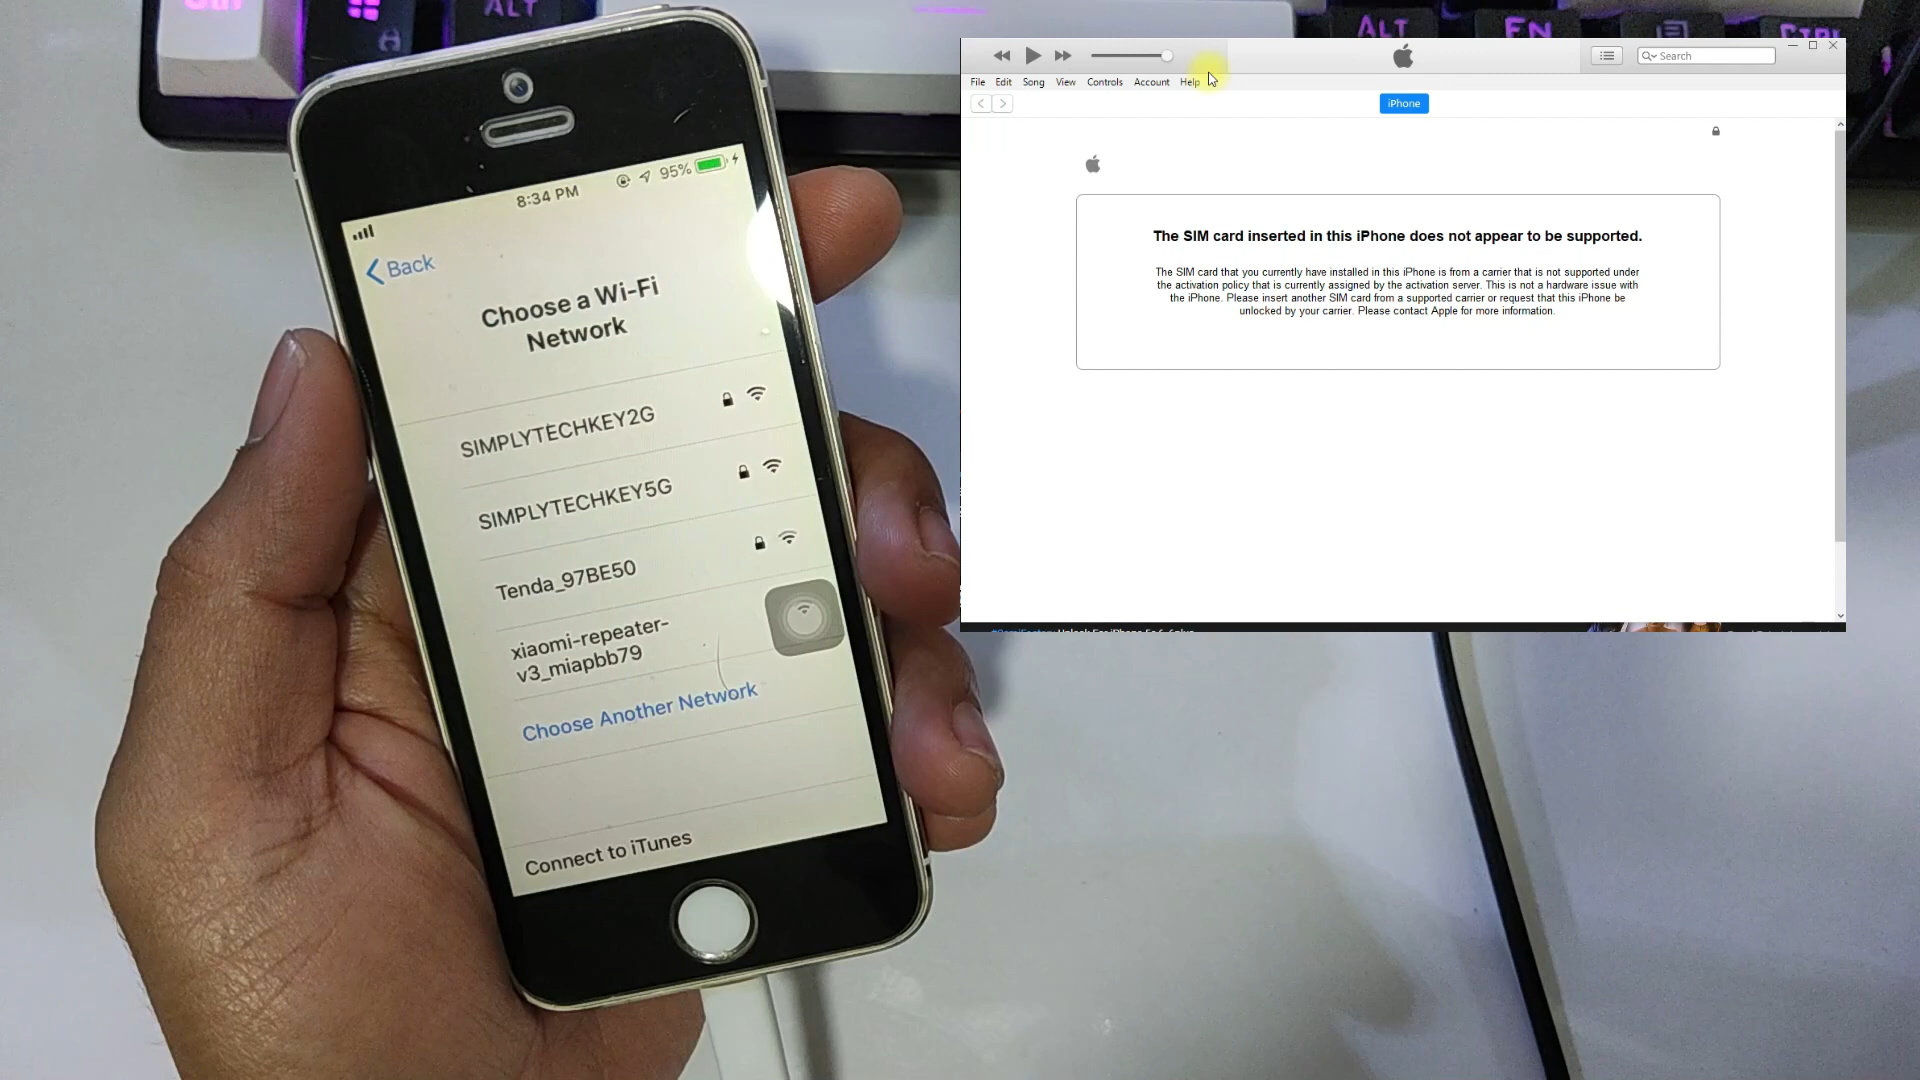 ALT
ALT
FN
8:34 PM
95%
Back
Choose a Wi-Fi
Network
SIMPLYTECHKEY2G
SIMPLYTECHKEY5G
Tenda_97BE50
xiaomi-repeater-
v3_miapbb79
Choose Another Network
Connect to iTunes
Search
File Edit Song View Controls Account Help
iPhone
The SIM card inserted in this iPhone does not appear to be supported.
The SIM card that you currently have installed in this iPhone is from a carrier that is not supported under
the activation policy that is currently assigned by the activation server. This is not a hardware issue with
the iPhone. Please insert another SIM card from a supported carrier or request that this iPhone be
unlocked by your carrier. Please contact Apple for more information.